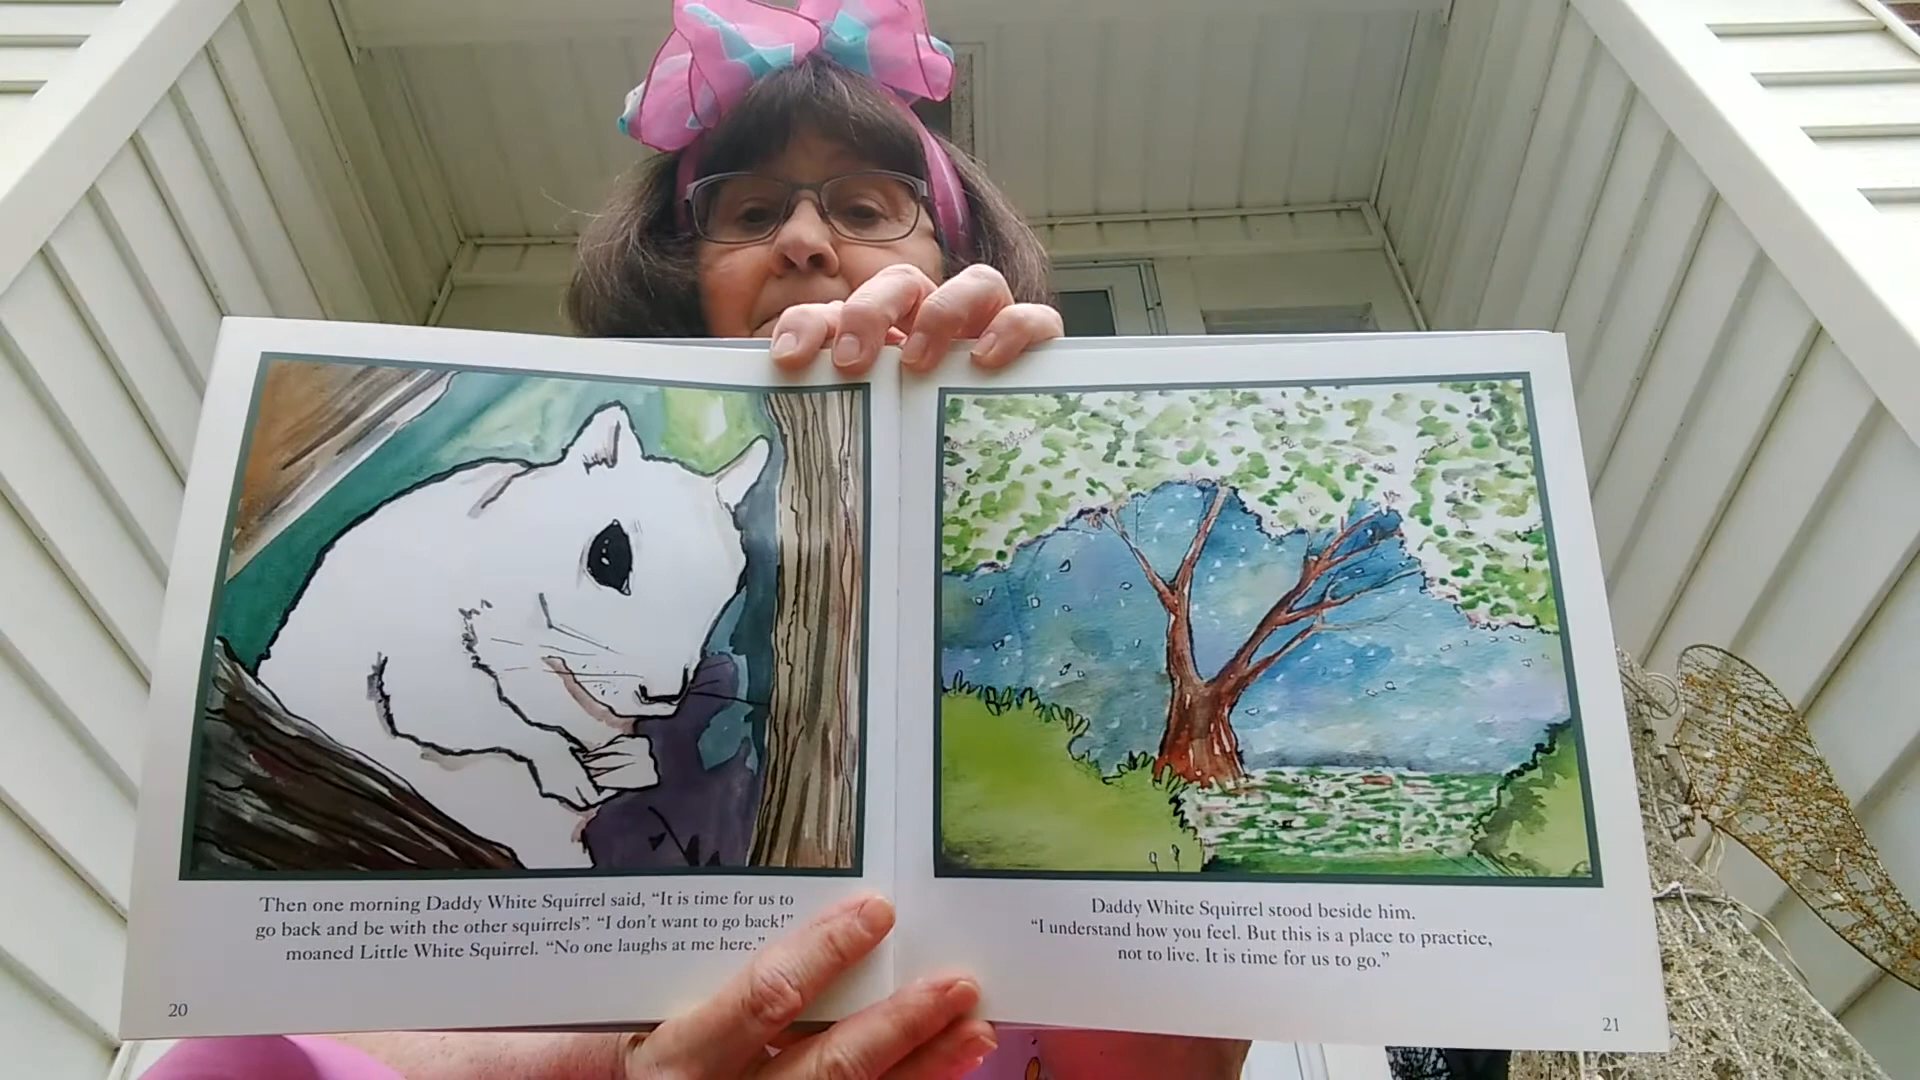 Then one morning Daddy White Squirrel said, “It is time for us to
go back and be with the other squirrels”. “I don’t want to go back!”
moaned Little White Squirrel. “No one laughs at me here.”
20
Daddy White Squirrel stood beside him.
“I understand how you feel. But this is a place to practice,
not to live. It is time for us to go.”
21